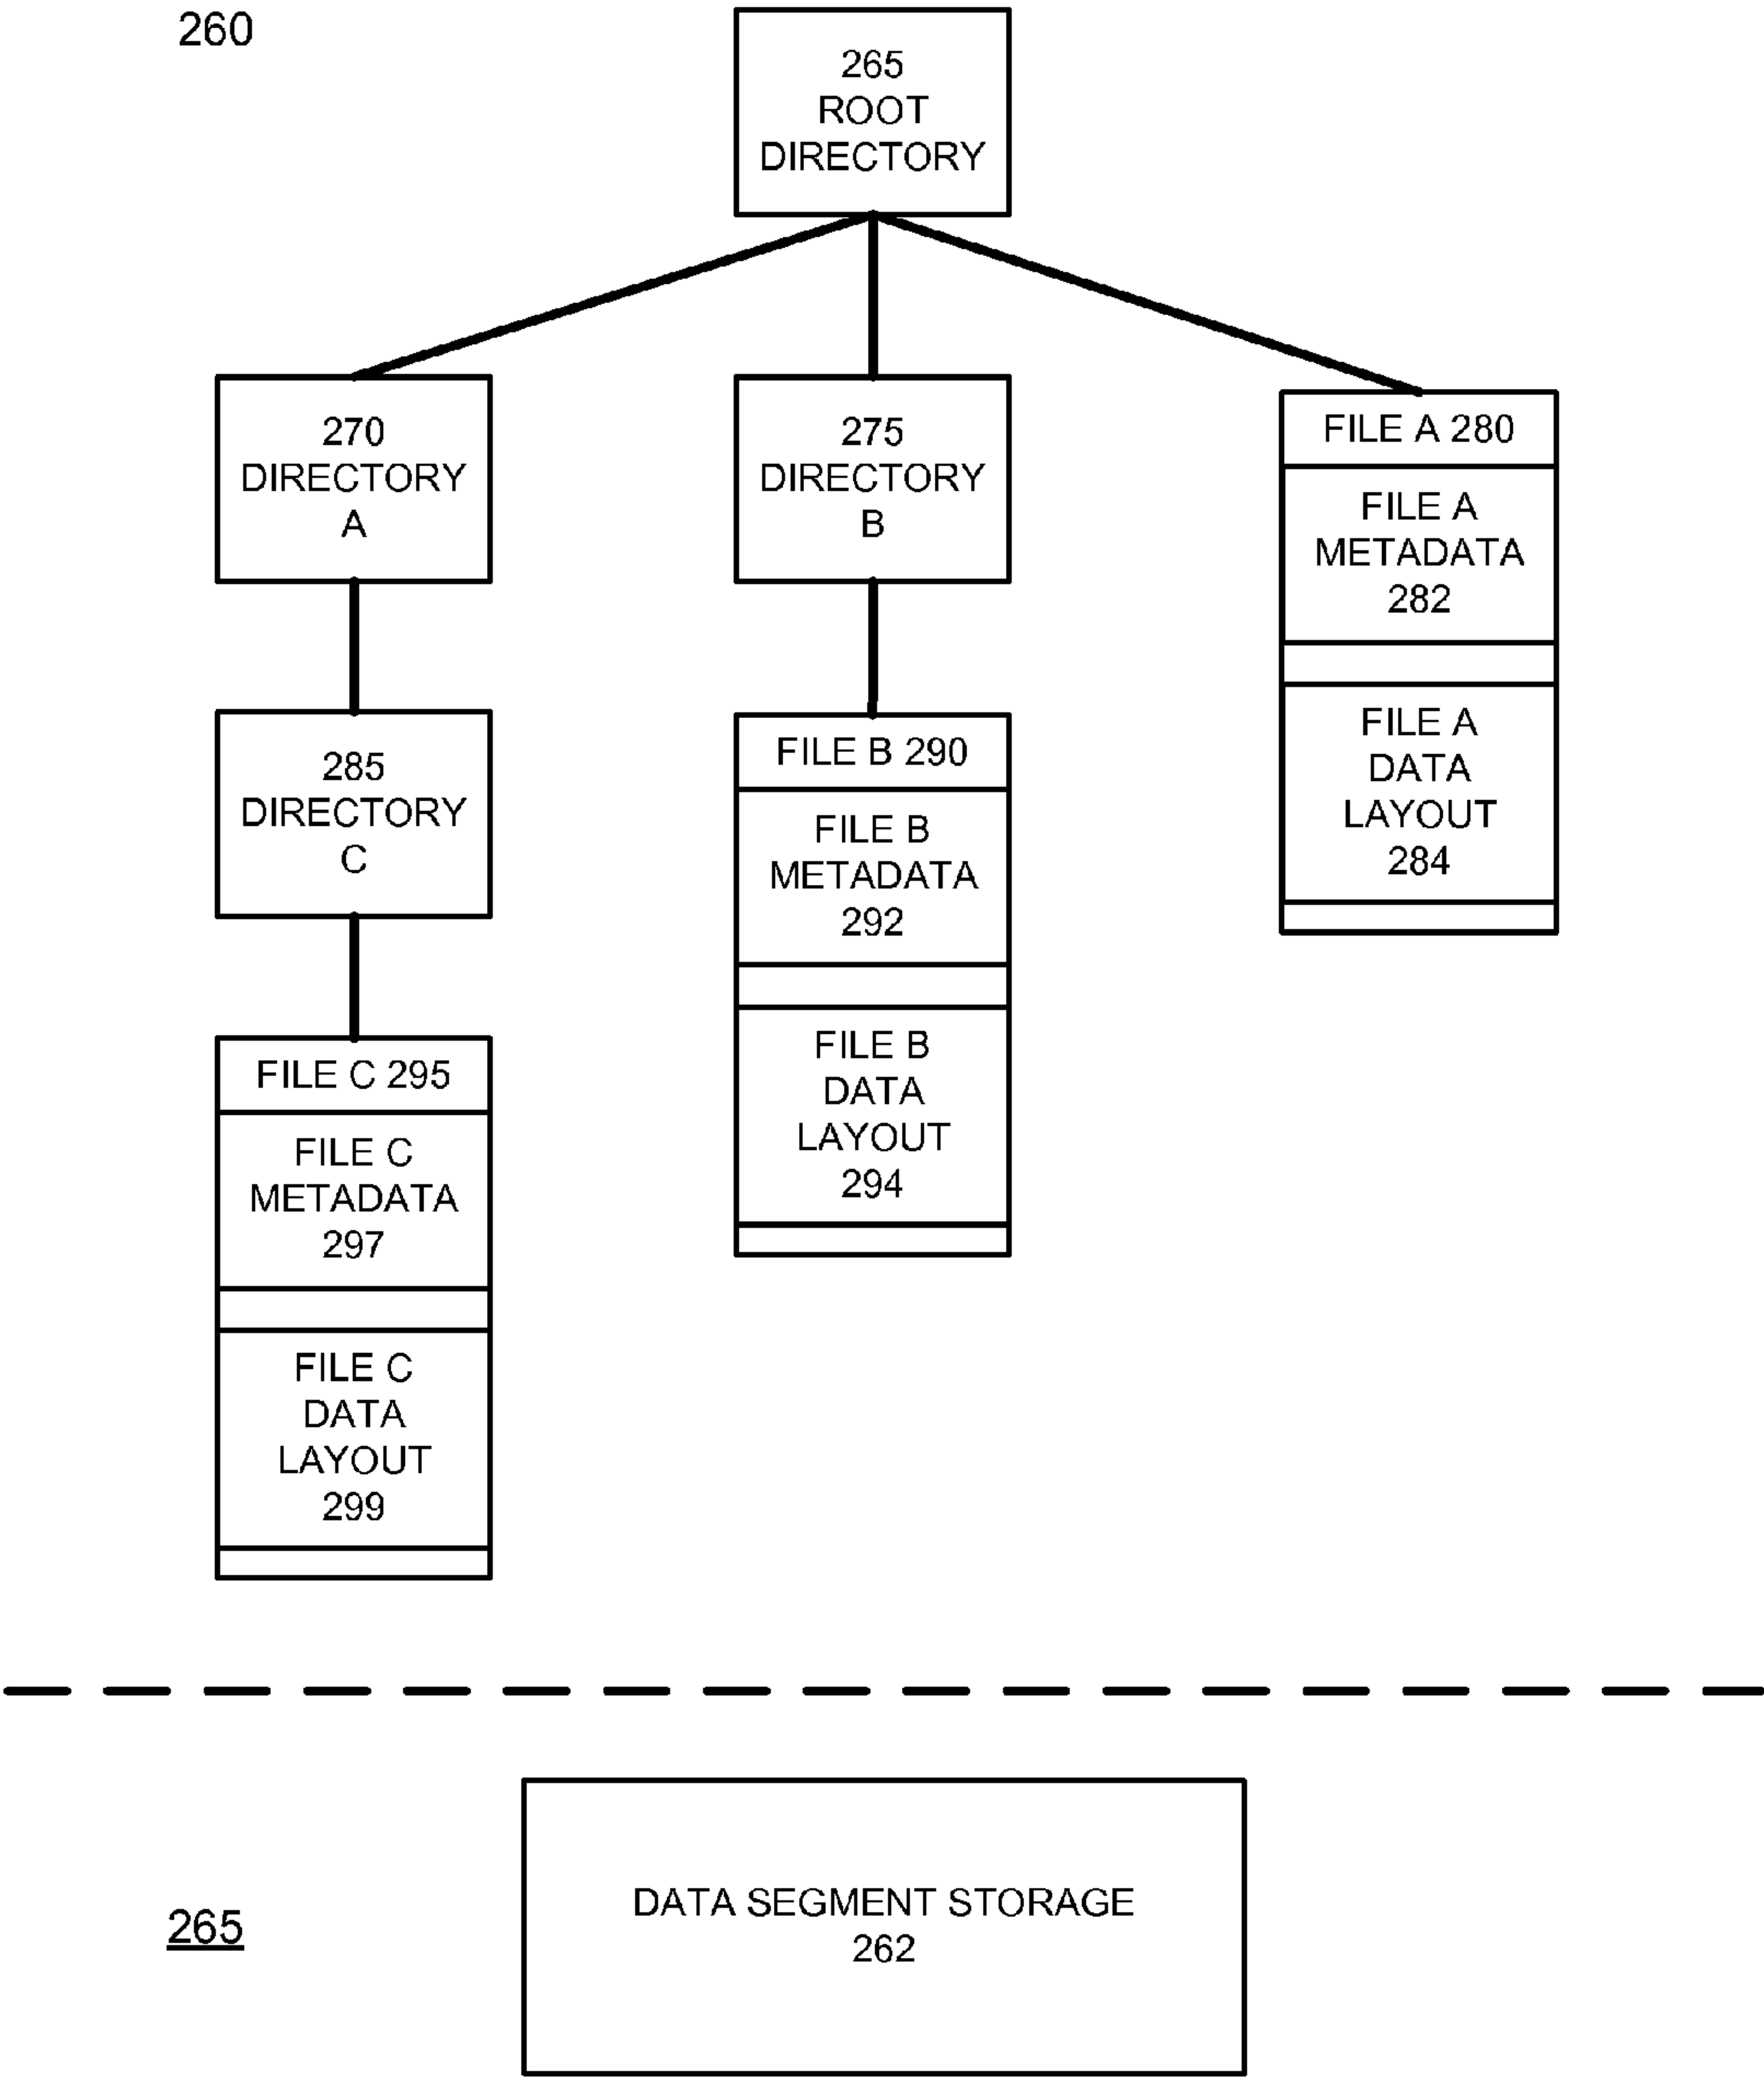 260
265
ROOT
DIRECTORY
270
DIRECTORY
A
275
DIRECTORY
B
FILE A 280
FILE A
METADATA
282
FILE A
DATA
LAYOUT
284
285
DIRECTORY
C
FILE B 290
FILE B
METADATA
292
FILE B
DATA
LAYOUT
294
FILE C 295
FILE C
METADATA
297
FILE C
DATA
LAYOUT
299
265
DATA SEGMENT STORAGE
262